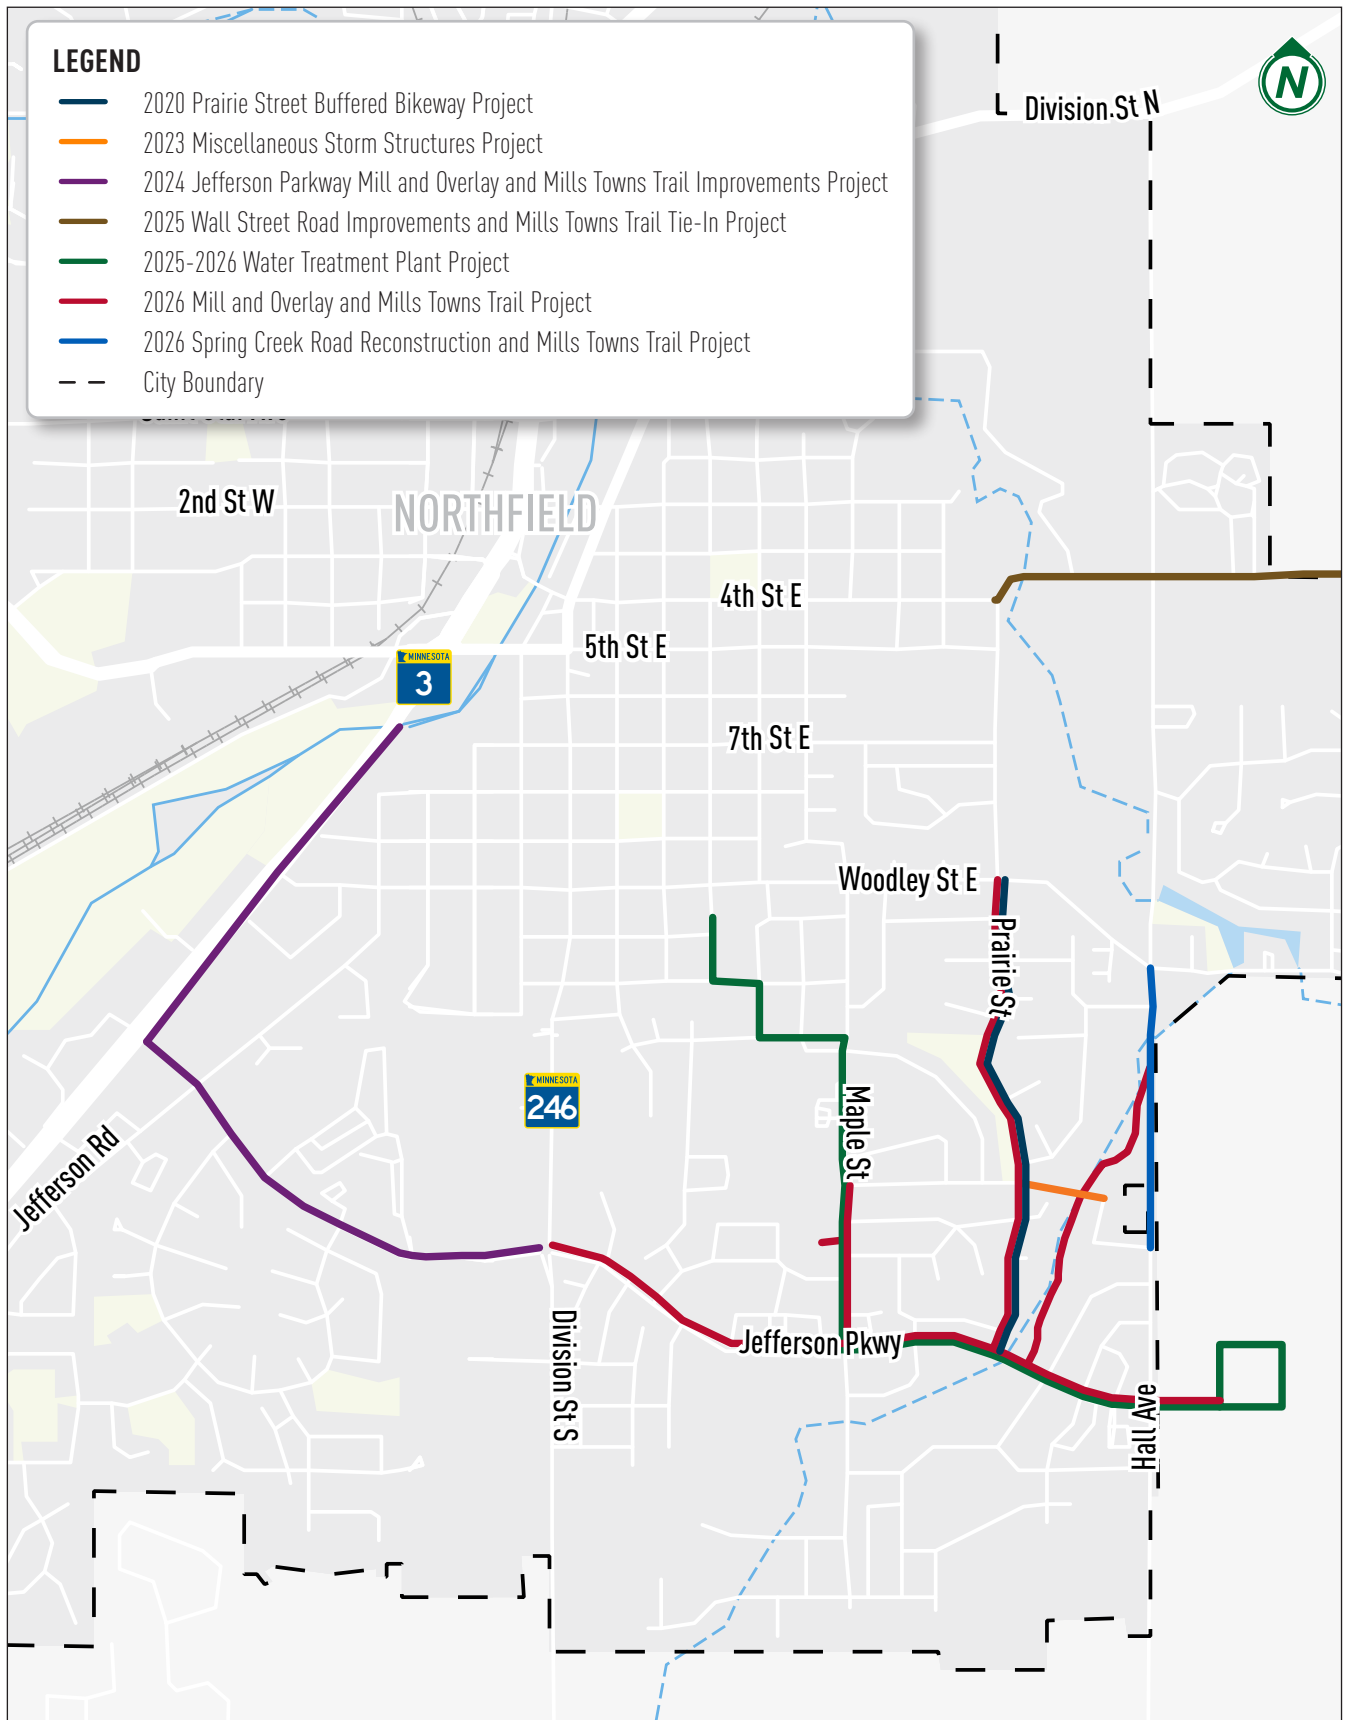 LEGEND
2020 Prairie Street Buffered Bikeway Project
2023 Miscellaneous Storm Structures Project
2024 Jefferson Parkway Mill and Overlay and Mills Towns Trail Improvements Project
2025 Wall Street Road Improvements and Mills Towns Trail Tie-In Project
2025-2026 Water Treatment Plant Project
2026 Mill and Overlay and Mills Towns Trail Project
2026 Spring Creek Road Reconstruction and Mills Towns Trail Project
City Boundary
N
Division St N
2nd St W
NORTHFIELD
4th St E
5th St E
MINNESOTA
3
7th St E
Woodley St E
Prairie St
MINNESOTA
246
Maple St
Jefferson Rd
Division St S
Jefferson Pkwy
Hall Ave